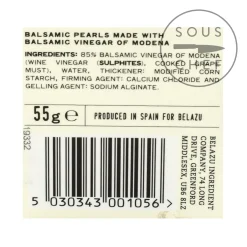 SOUS
CHEF
BALSAMIC PEARLS MADE WITH
BALSAMIC VINEGAR OF MODENA
INGREDIENTS: 85% BALSAMIC VINEGAR OF MODENA
(WINE VINEGAR (SULPHITES), COOKED GRAPE
MUST), WATER, THICKENER: MODIFIED CORN
STARCH, FIRMING AGENT: CALCIUM CHLORIDE AND
GELLING AGENT: SODIUM ALGINATE.
55g e
PRODUCED IN SPAIN FOR BELAZU
19332
5 030343 001056 >
BELAZU INGREDIENT
COMPANY, 74 LONG
DRIVE, GREENFORD
MIDDLESEX, UB6 8LZ